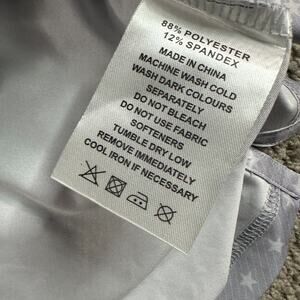 88% POLYESTER
12% SPANDEX
MADE IN CHINA
MACHINE WASH COLD
WASH DARK COLOURS
SEPARATELY
DO NOT BLEACH
DO NOT USE FABRIC
SOFTENERS
TUMBLE DRY LOW
REMOVE IMMEDIATELY
COOL IRON IF NECESSARY